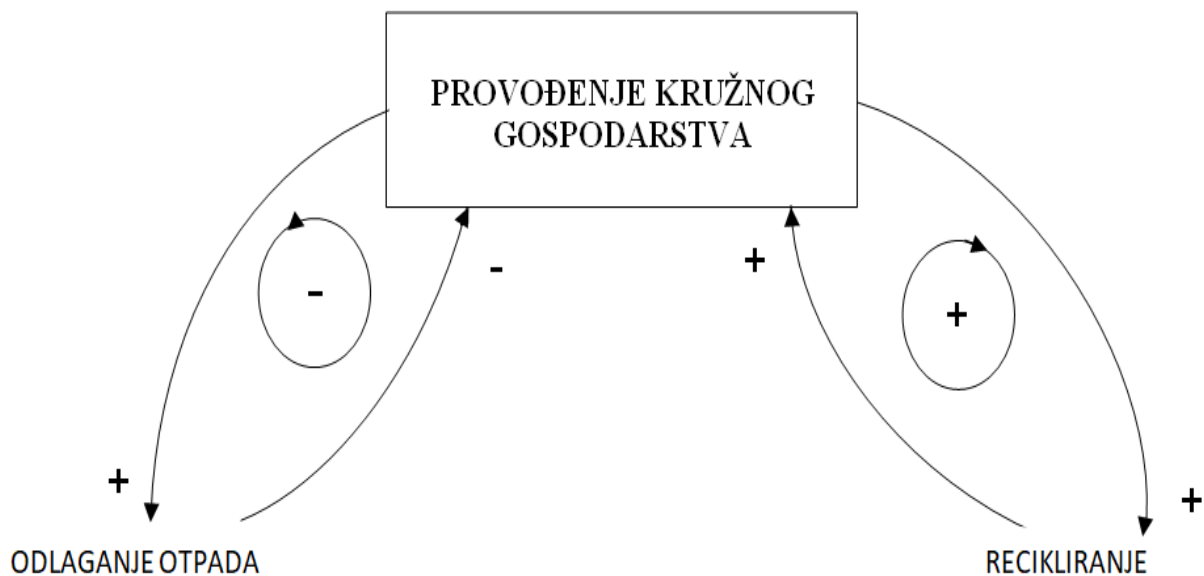 PROVOĐENJE KRUŽNOG
GOSPODARSTVA
-
+
-
+
+
+
ODLAGANJE OTPADA
RECIKLIRANJE